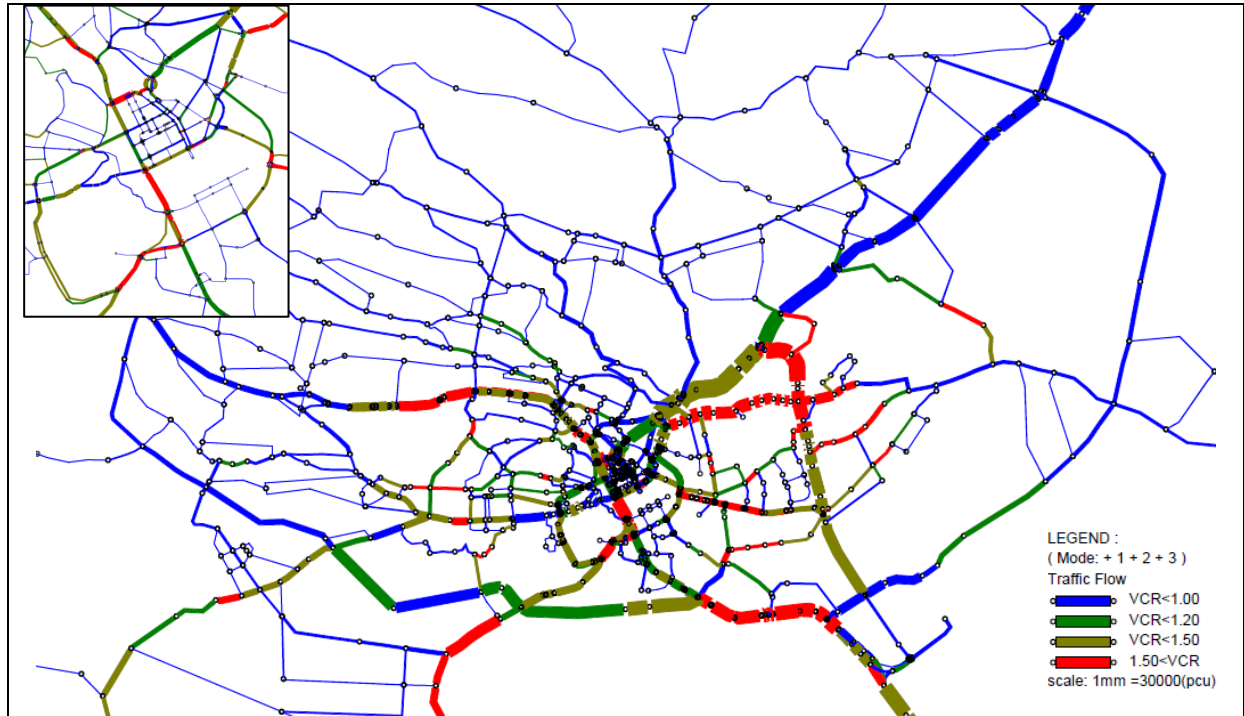 LEGEND :
( Mode: + 1 + 2 + 3 )
Traffic Flow
VCR<1.00
VCR<1.20
VCR<1.50
1.50<VCR
scale: 1mm =30000(pcu)